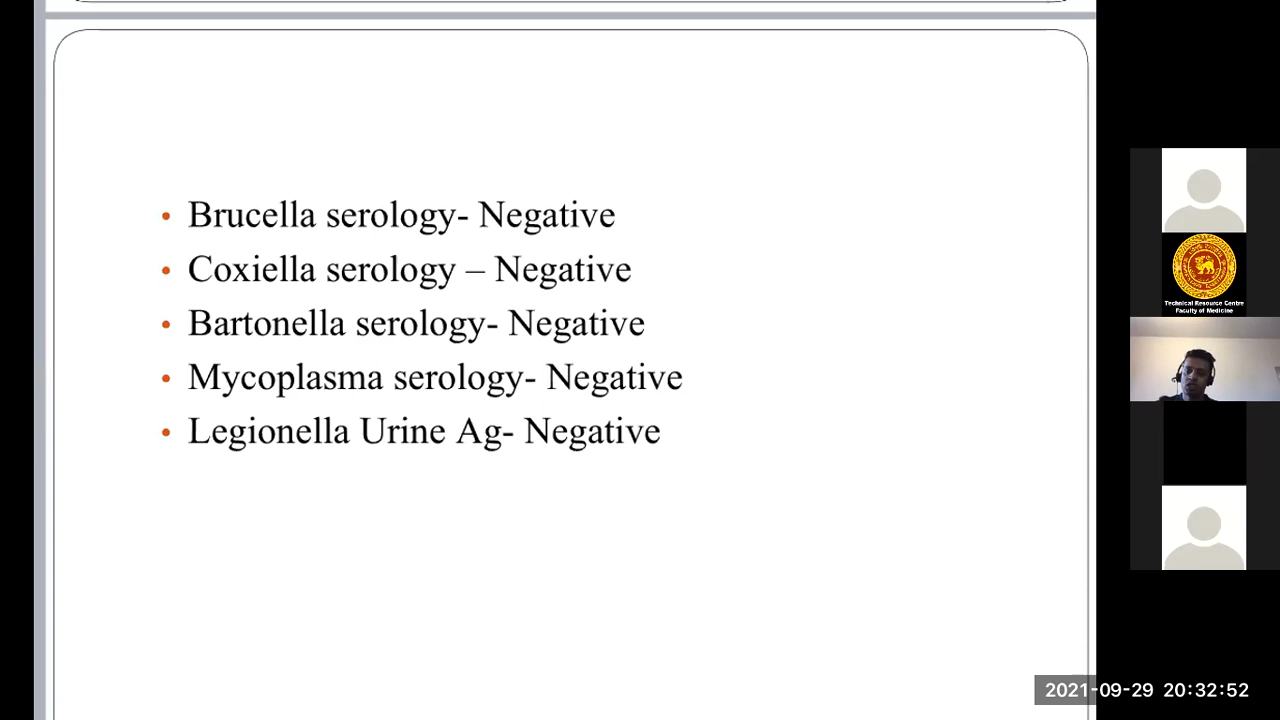 • Brucella serology- Negative
• Coxiella serology – Negative
• Bartonella serology- Negative
• Mycoplasma serology- Negative
• Legionella Urine Ag- Negative
Technical Resource Centre
Faculty of Medicine
2021-09-29 20:32:52